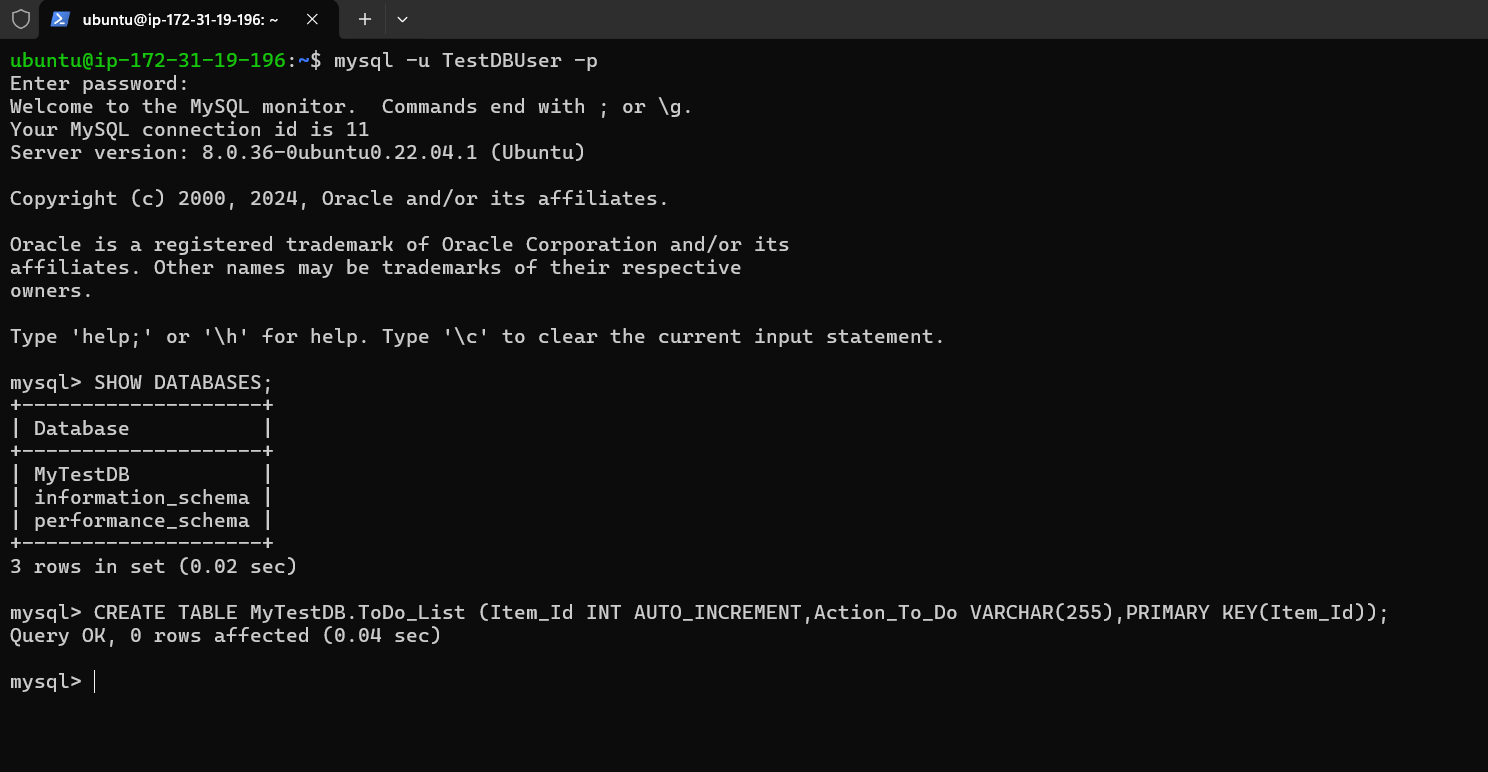 ubuntu@ip-172-31-19-196: ~
ubuntu@ip-172-31-19-196:~$ mysql -u TestDBUser -p
Enter password:
Welcome to the MySQL monitor.  Commands end with ; or \g.
Your MySQL connection id is 11
Server version: 8.0.36-0ubuntu0.22.04.1 (Ubuntu)
Copyright (c) 2000, 2024, Oracle and/or its affiliates.
Oracle is a registered trademark of Oracle Corporation and/or its
affiliates. Other names may be trademarks of their respective
owners.
Type 'help;' or '\h' for help. Type '\c' to clear the current input statement.
mysql> SHOW DATABASES;
+--------------------+
| Database           |
+--------------------+
| MyTestDB           |
| information_schema |
| performance_schema |
+--------------------+
3 rows in set (0.02 sec)
mysql> CREATE TABLE MyTestDB.ToDo_List (Item_Id INT AUTO_INCREMENT,Action_To_Do VARCHAR(255),PRIMARY KEY(Item_Id));
Query OK, 0 rows affected (0.04 sec)
mysql>